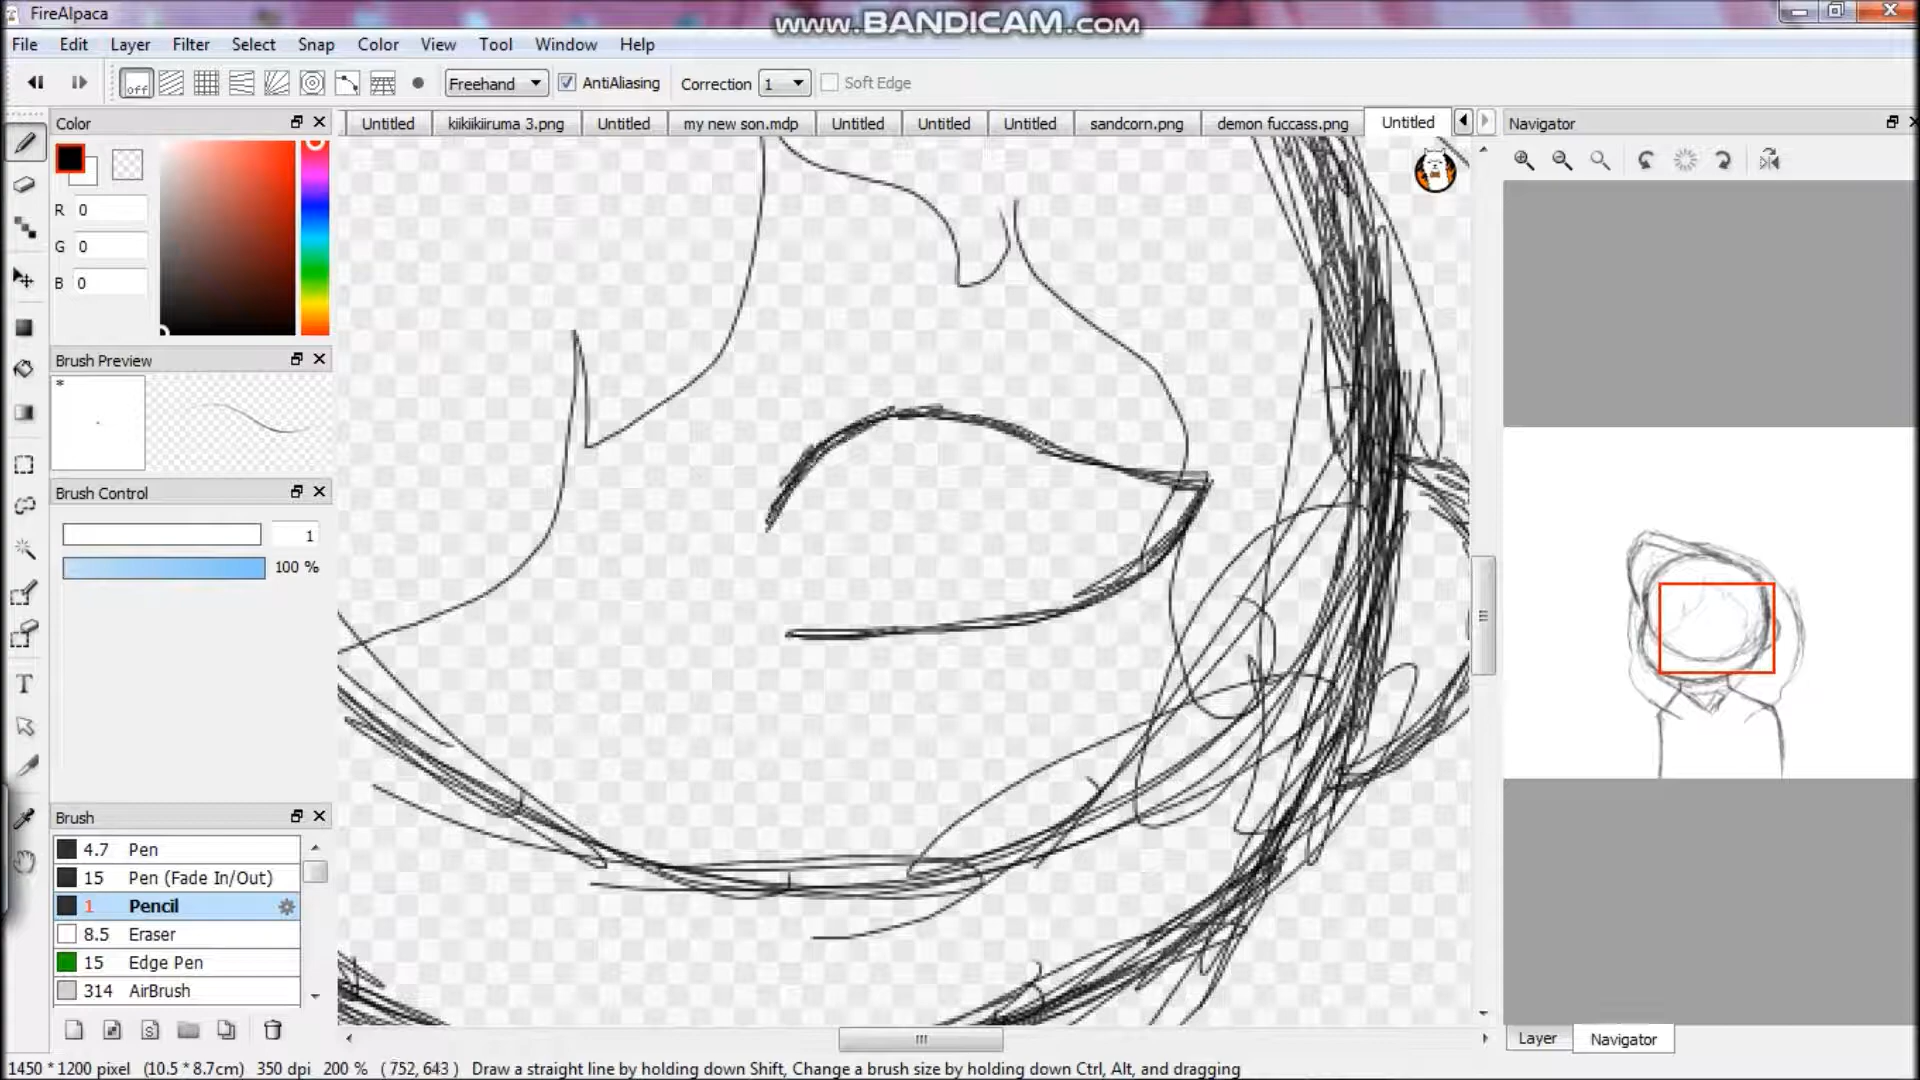 FireAlpaca
www.BANDICAM.com
File Edit Layer Filter Select Snap Color View Tool Window Help
off Freehand AntiAliasing Correction 1 Soft Edge
Color
Untitled kiikiikiiruma 3.png Untitled my new son.mdp Untitled Untitled Untitled sandcorn.png demon fuccass.png Untitled
Navigator
R 0
G 0
B 0
Brush Preview
*
Brush Control
1
100 %
Brush
4.7 Pen
15 Pen (Fade In/Out)
1 Pencil
8.5 Eraser
15 Edge Pen
314 AirBrush
S
T
Layer Navigator
1450 * 1200 pixel (10.5 * 8.7cm) 350 dpi 200 % ( 752, 643 ) Draw a straight line by holding down Shift, Change a brush size by holding down Ctrl, Alt, and dragging